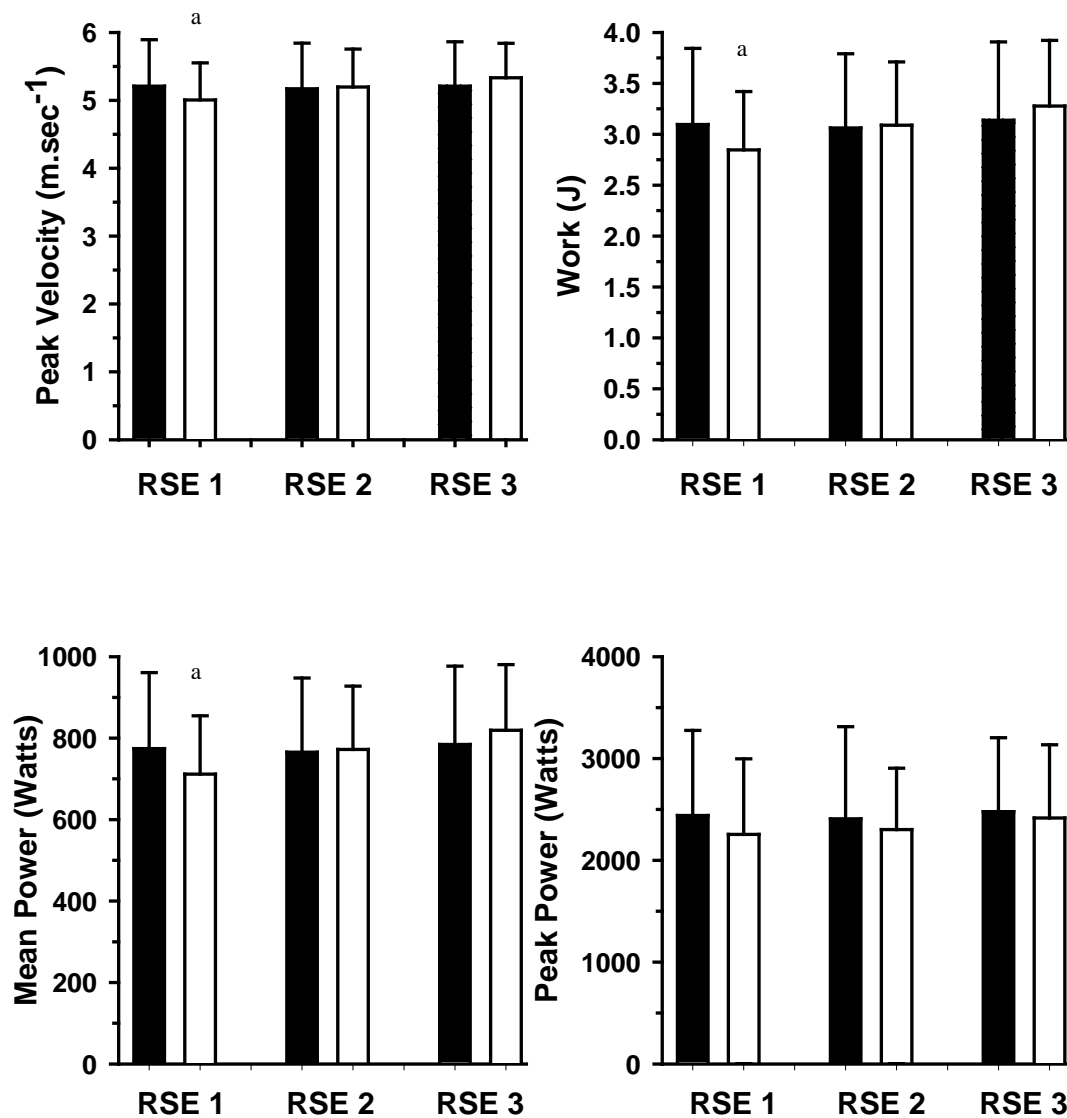 a
Peak Velocity (m.sec-1)
6
5
4
3
2
1
0
RSE 1 RSE 2 RSE 3
a
Work (J)
4.0
3.5
3.0
2.5
2.0
1.5
1.0
0.5
0.0
RSE 1 RSE 2 RSE 3
a
Mean Power (Watts)
1000
800
600
400
200
0
RSE 1 RSE 2 RSE 3
Peak Power (Watts)
4000
3000
2000
1000
0
RSE 1 RSE 2 RSE 3